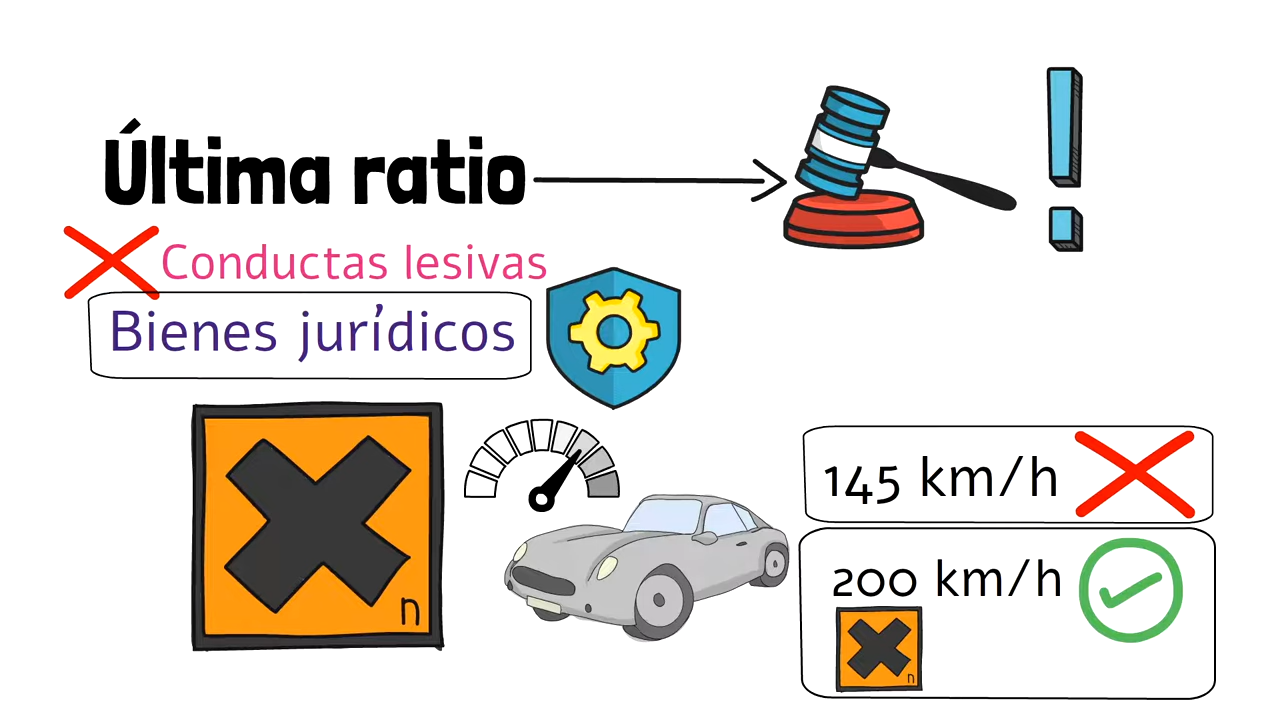 Última ratio
Conductas lesivas
Bienes jurídicos
n
145 km/h
200 km/h
n